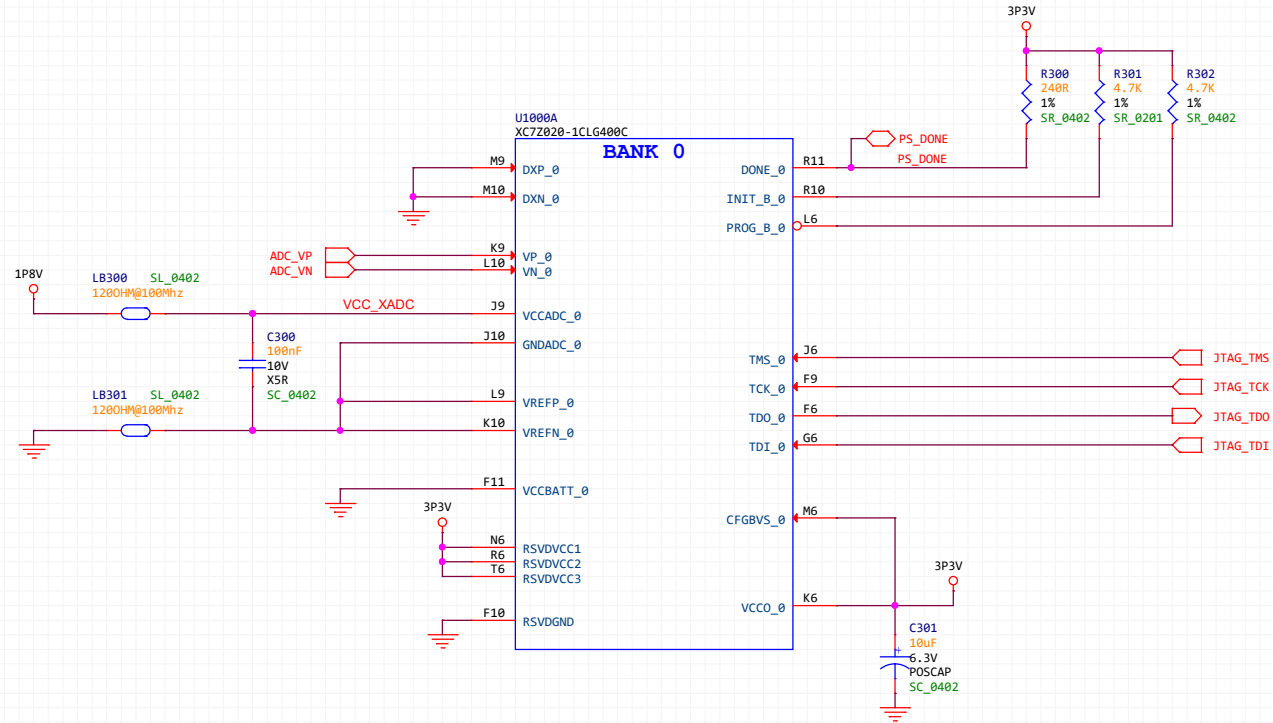 3P3V
R300
240R
1%
SR_0402
R301
4.7K
1%
SR_0201
R302
4.7K
1%
SR_0402
U1000A
XC7Z020-1CLG400C
BANK 0
M9
DXP_0
M10
DXN_0
K9
VP_0
L10
VN_0
ADC_VP
ADC_VN
1P8V
LB300 SL_0402
120OHM@100Mhz
VCC_XADC
J9
VCCADC_0
J10
GNDADC_0
C300
100nF
10V
X5R
SC_0402
LB301 SL_0402
120OHM@100Mhz
L9
VREFP_0
K10
VREFN_0
F11
VCCBATT_0
3P3V
N6
RSVDVCC1
R6
RSVDVCC2
T6
RSVDVCC3
F10
RSVDGND
DONE_0
R11
PS_DONE
PS_DONE
INIT_B_0
R10
PROG_B_0
L6
TMS_0
J6
JTAG_TMS
TCK_0
F9
JTAG_TCK
TDO_0
F6
JTAG_TDO
TDI_0
G6
JTAG_TDI
CFGBVS_0
M6
VCCO_0
K6
3P3V
C301
10uF
+
6.3V
POSCAP
SC_0402